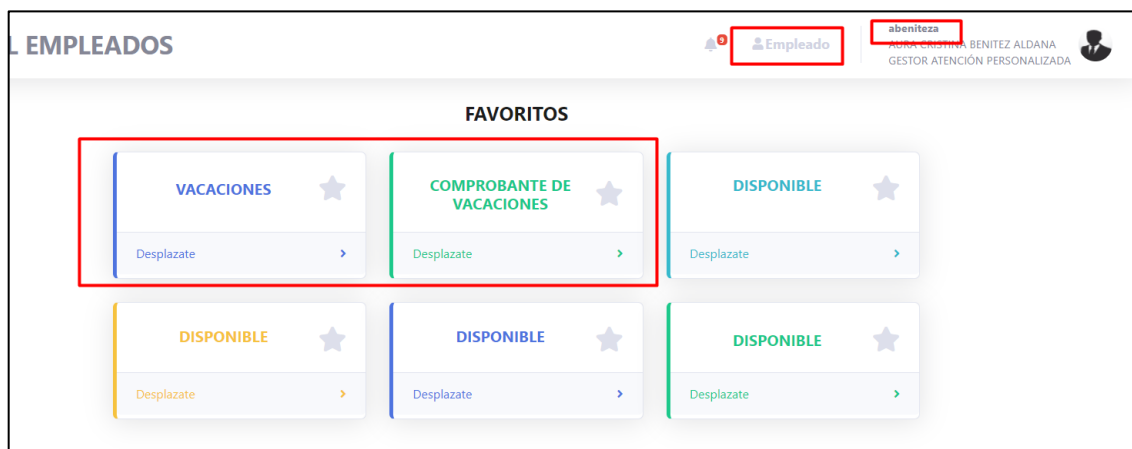 L EMPLEADOS
9
Empleado
abeniteza
AURA CRISTINA BENITEZ ALDANA
GESTOR ATENCIÓN PERSONALIZADA
FAVORITOS
VACACIONES
Desplazate
COMPROBANTE DE
VACACIONES
Desplazate
DISPONIBLE
Desplazate
DISPONIBLE
Desplazate
DISPONIBLE
Desplazate
DISPONIBLE
Desplazate